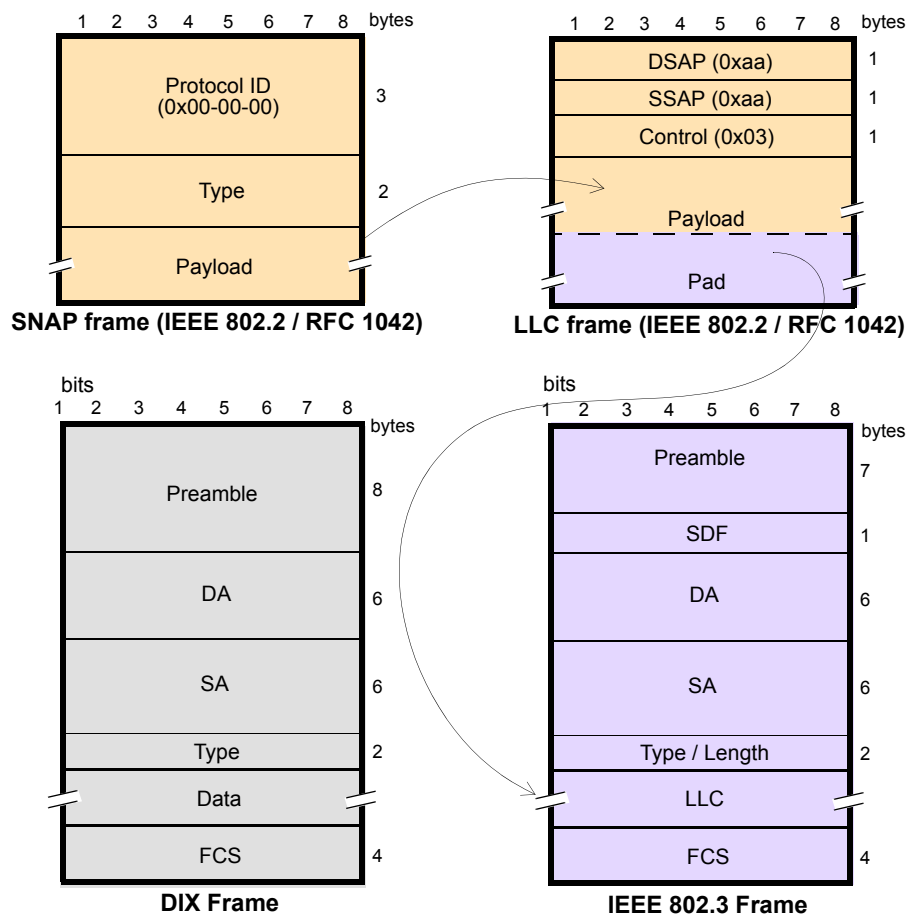 1 2 3 4 5 6 7 8 bytes
Protocol ID
(0x00-00-00)
3
Type
2
Payload
SNAP frame (IEEE 802.2 / RFC 1042)
1 2 3 4 5 6 7 8 bytes
DSAP (0xaa)
1
SSAP (0xaa)
1
Control (0x03)
1
Payload
Pad
LLC frame (IEEE 802.2 / RFC 1042)
bits
1 2 3 4 5 6 7 8
bytes
Preamble
8
DA
6
SA
6
Type
2
Data
FCS
4
DIX Frame
bits
1 2 3 4 5 6 7 8
bytes
Preamble
7
SDF
1
DA
6
SA
6
Type / Length
2
LLC
FCS
4
IEEE 802.3 Frame